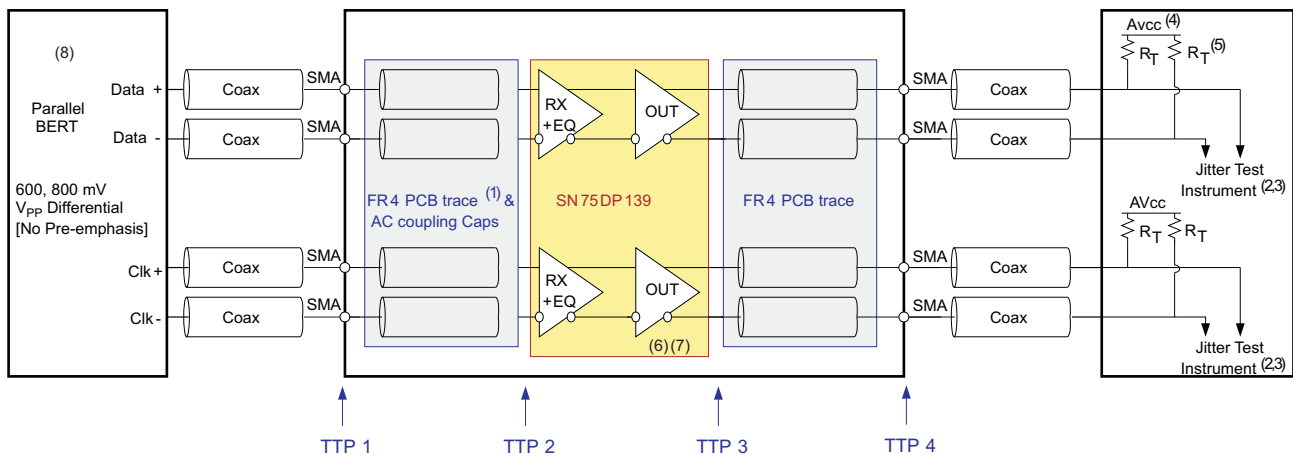 (8)
Parallel
BERT
600, 800 mV
VPP Differential
[No Pre-emphasis]
Data +
Data -
Clk+
Clk-
Coax
Coax
Coax
Coax
SMA
SMA
SMA
SMA
FR4 PCB trace (1) &
AC coupling Caps
RX
+EQ
OUT
SN75DP139
RX
+EQ
OUT
(6)(7)
FR4 PCB trace
SMA
SMA
SMA
SMA
Coax
Coax
Coax
Coax
Avcc (4)
RT
RT (5)
Jitter Test
Instrument (2,3)
AVcc
RT
RT
Jitter Test
Instrument (2,3)
TTP 1
TTP 2
TTP 3
TTP 4